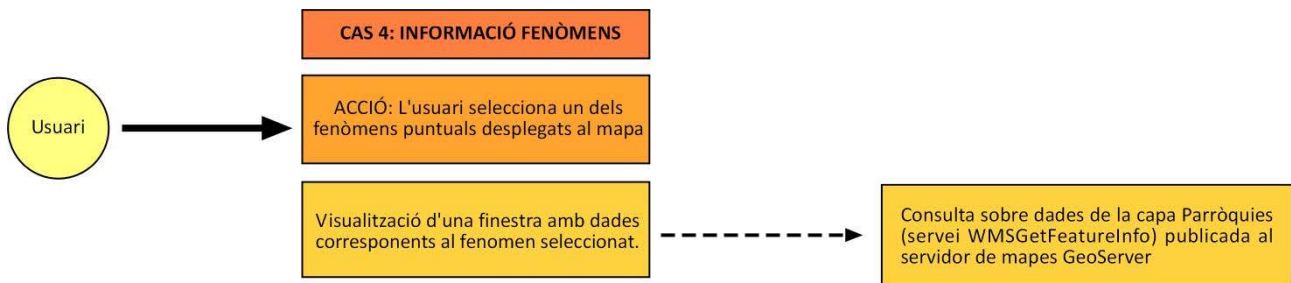 CAS 4: INFORMACIÓ FENÒMENS
Usuari
ACCIÓ: L'usuari selecciona un dels
fenòmens puntuals desplegats al mapa
Visualització d'una finestra amb dades
corresponents al fenomen seleccionat.
Consulta sobre dades de la capa Parròquies
(servei WMSGetFeatureInfo) publicada al
servidor de mapes GeoServer